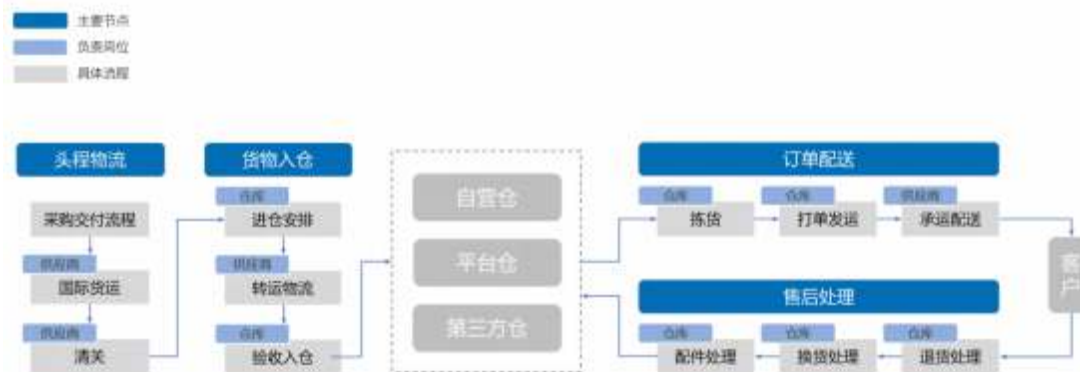 主要节点
负责岗位
具体流程
头程物流
货物入仓
订单配送
仓库
仓库
仓库
供应商
采购交付流程
进仓安排
自营仓
拣货
打单发运
承运配送
供应商
供应商
国际货运
转运物流
平台仓
客户
售后处理
供应商
仓库
第三方仓
仓库
仓库
仓库
清关
验收入仓
配件处理
换货处理
退货处理